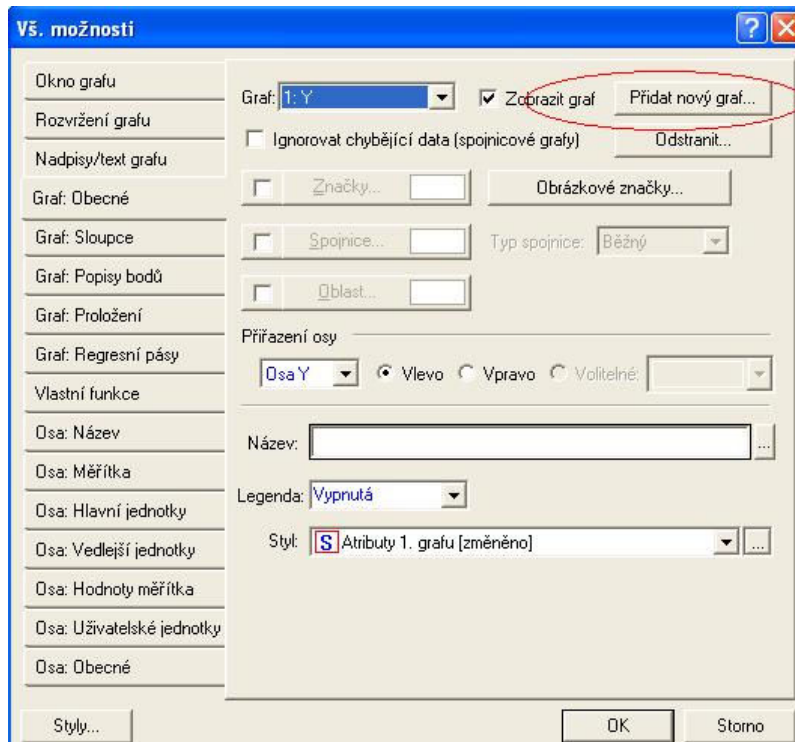 Vš. možnosti
Okno grafu
Rozvržení grafu
Nadpisy/text grafu
Graf: Obecné
Graf: Sloupce
Graf: Popisy bodů
Graf: Proložení
Graf: Regresní pásy
Vlastní funkce
Osa: Název
Osa: Měřítka
Osa: Hlavní jednotky
Osa: Vedlejší jednotky
Osa: Hodnoty měřítka
Osa: Uživatelské jednotky
Osa: Obecné
Graf: 1: Y Zobrazit graf Přidat nový graf...
Ignorovat chybějící data (spojnicové grafy) Odstranit...
Značky... Obrázkové značky...
Spojnice... Typ spojnice: Běžný
Oblast...
Přiřazení osy
Osa Y Vlevo Vpravo Volitelné:
Název: ...
Legenda: Vypnutá
Styl: S Atributy 1. grafu [změněno] ...
Styly... OK Storno